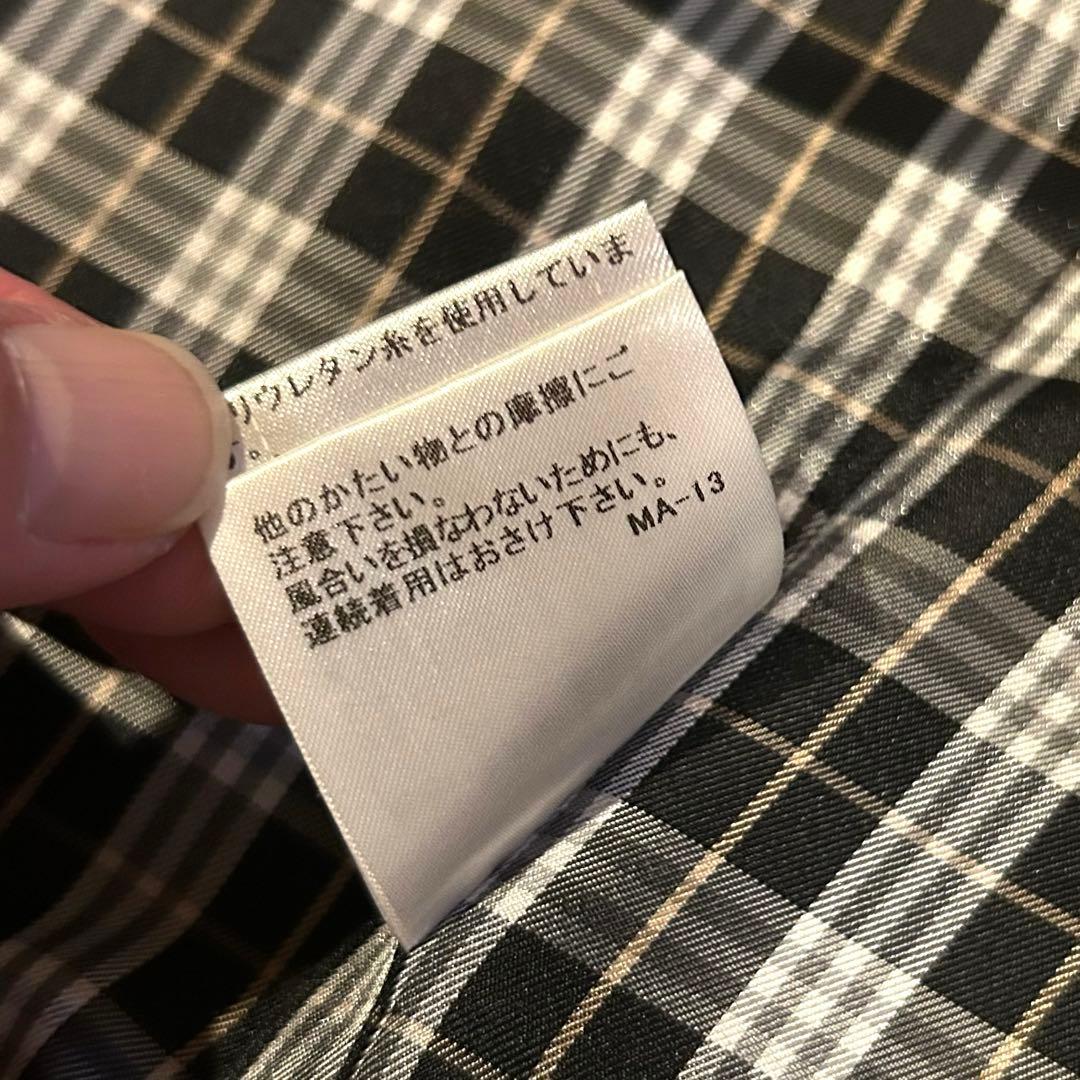 リウレタン糸を使用していま
。
他のかたい物との摩擦にご
注意下さい。
風合いを損なわないためにも、
連続着用はおさけ下さい。
MA-13